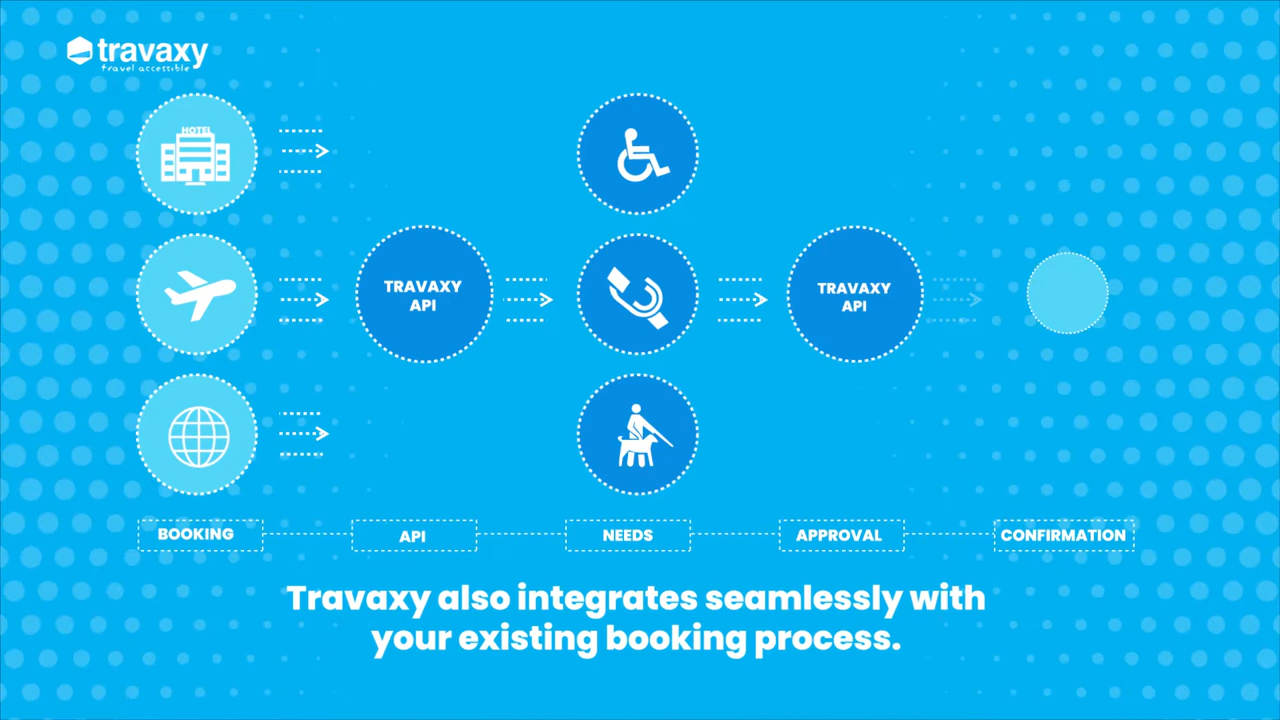 travaxy
travel accessible
HOTEL
TRAVAXY
API
TRAVAXY
API
BOOKING
API
NEEDS
APPROVAL
CONFIRMATION
Travaxy also integrates seamlessly with
your existing booking process.